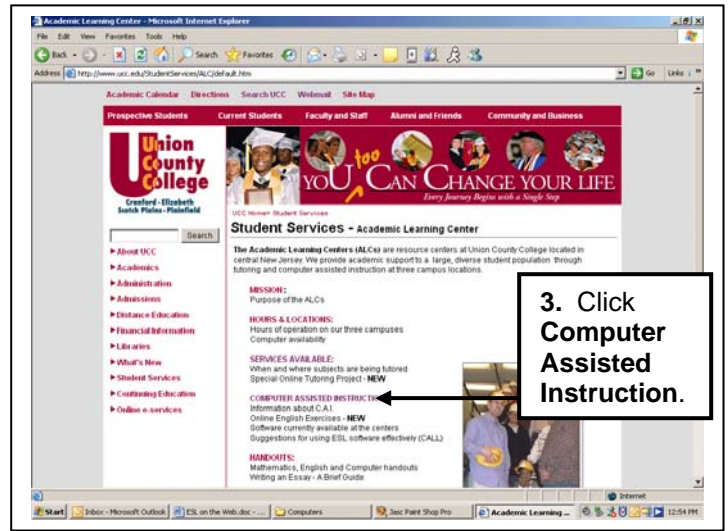 Academic Learning Center - Microsoft Internet Explorer
File Edit View Favorites Tools Help
Back Search Favorites
Address http://www.ucc.edu/StudentServices/ALC/default.htm Go Links
Academic Calendar Directions Search UCC Webmail Site Map
Prospective Students Current Students Faculty and Staff Alumni and Friends Community and Business
Union
County
College
Cranford - Elizabeth
Scotch Plains - Plainfield
YOU too CAN CHANGE YOUR LIFE
Every Journey Begins with a Single Step
UCC Home> Student Services
Student Services - Academic Learning Center
Search
The Academic Learning Centers (ALCs) are resource centers at Union County College located in
central New Jersey. We provide academic support to a large, diverse student population through
tutoring and computer assisted instruction at three campus locations.
About UCC
Academics
Administration
Admissions
Distance Education
Financial Information
Libraries
What's New
Student Services
Continuing Education
Online e-services
MISSION:
Purpose of the ALCs
HOURS & LOCATIONS:
Hours of operation on our three campuses
Computer availability
SERVICES AVAILABLE:
When and where subjects are being tutored
Special Online Tutoring Project - NEW
COMPUTER ASSISTED INSTRUCTI
Information about C.A.I.
Online English Exercises - NEW
Software currently available at the centers
Suggestions for using ESL software effectively (CALL)
HANDOUTS:
Mathematics, English and Computer handouts
Writing an Essay - A Brief Guide
3. Click
Computer
Assisted
Instruction.
Internet
Start Inbox - Microsoft Outlook ESL on the Web.doc - ... Computers Jasc Paint Shop Pro Academic Learning ... 12:54 PM